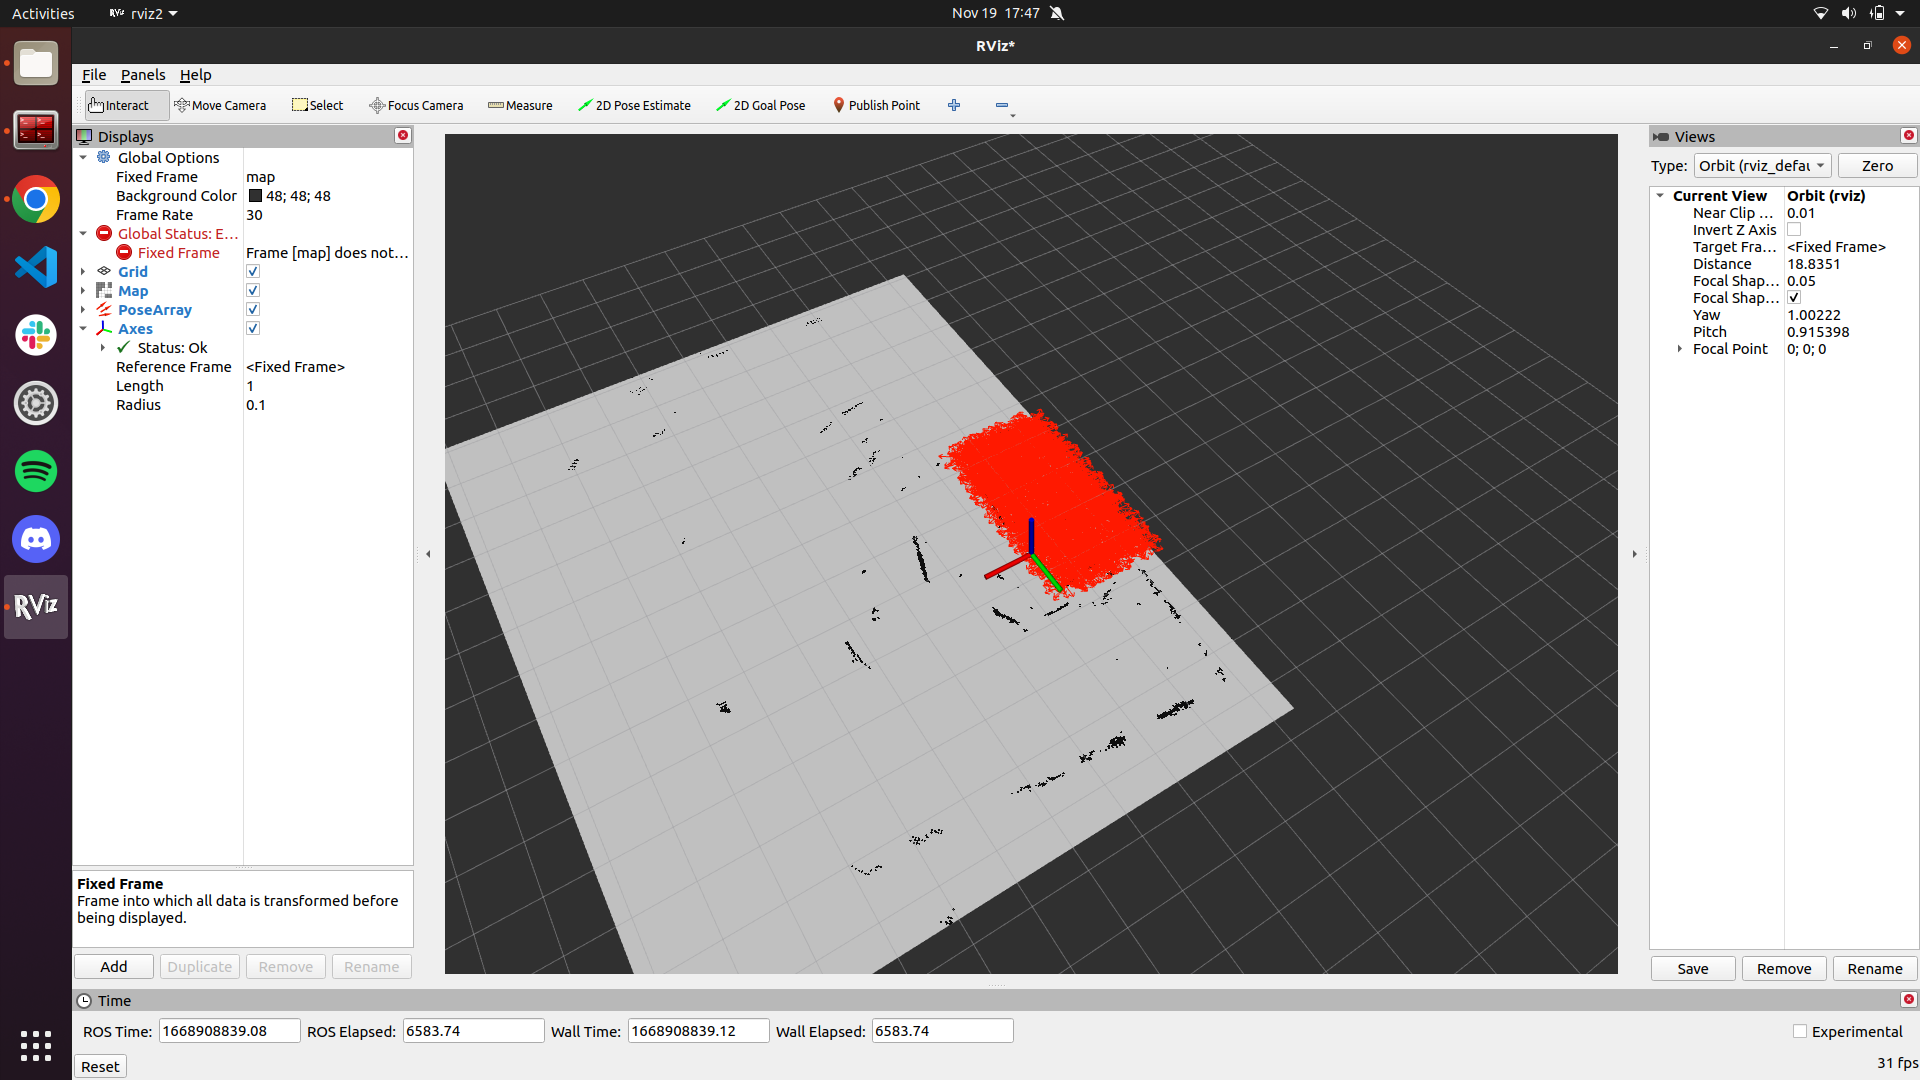 Activities
RViz rviz2
Nov 19 17:47
RViz*
File Panels Help
Interact Move Camera Select Focus Camera Measure 2D Pose Estimate 2D Goal Pose Publish Point
Displays
Global Options
Fixed Frame map
Background Color 48; 48; 48
Frame Rate 30
Global Status: E...
Fixed Frame Frame [map] does not...
Grid
Map
PoseArray
Axes
Status: Ok
Reference Frame <Fixed Frame>
Length 1
Radius 0.1
Fixed Frame
Frame into which all data is transformed before
being displayed.
Add Duplicate Remove Rename
Views
Type: Orbit (rviz_defau Zero
Current View Orbit (rviz)
Near Clip ... 0.01
Invert Z Axis
Target Fra... <Fixed Frame>
Distance 18.8351
Focal Shap... 0.05
Focal Shap...
Yaw 1.00222
Pitch 0.915398
Focal Point 0; 0; 0
Save Remove Rename
RViz
Time
ROS Time: 1668908839.08 ROS Elapsed: 6583.74 Wall Time: 1668908839.12 Wall Elapsed: 6583.74 Experimental
Reset 31 fps